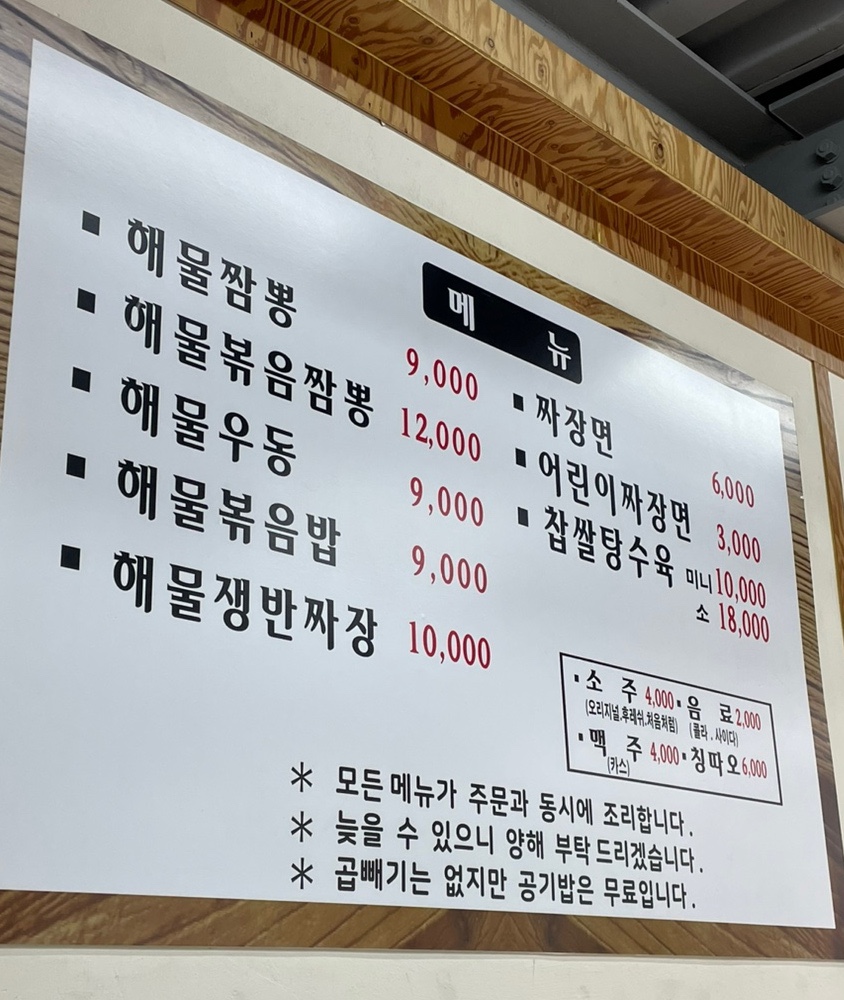 메 뉴
▪ 해물짬뽕 9,000
▪ 해물볶음짬뽕 12,000
▪ 해물우동 9,000
▪ 해물볶음밥 9,000
▪ 해물쟁반짜장 10,000
▪ 짜장면 6,000
▪ 어린이짜장면 3,000
▪ 찹쌀탕수육 미니 10,000
소 18,000
▪ 소 주 4,000 ▪ 음 료 2,000
(오리지널.후레쉬.처음처럼) (콜라.사이다)
▪ 맥 주 4,000 ▪ 칭따오 6,000
(카스)
* 모든 메뉴가 주문과 동시에 조리합니다.
* 늦을 수 있으니 양해 부탁드리겠습니다.
* 곱빼기는 없지만 공기밥은 무료입니다.